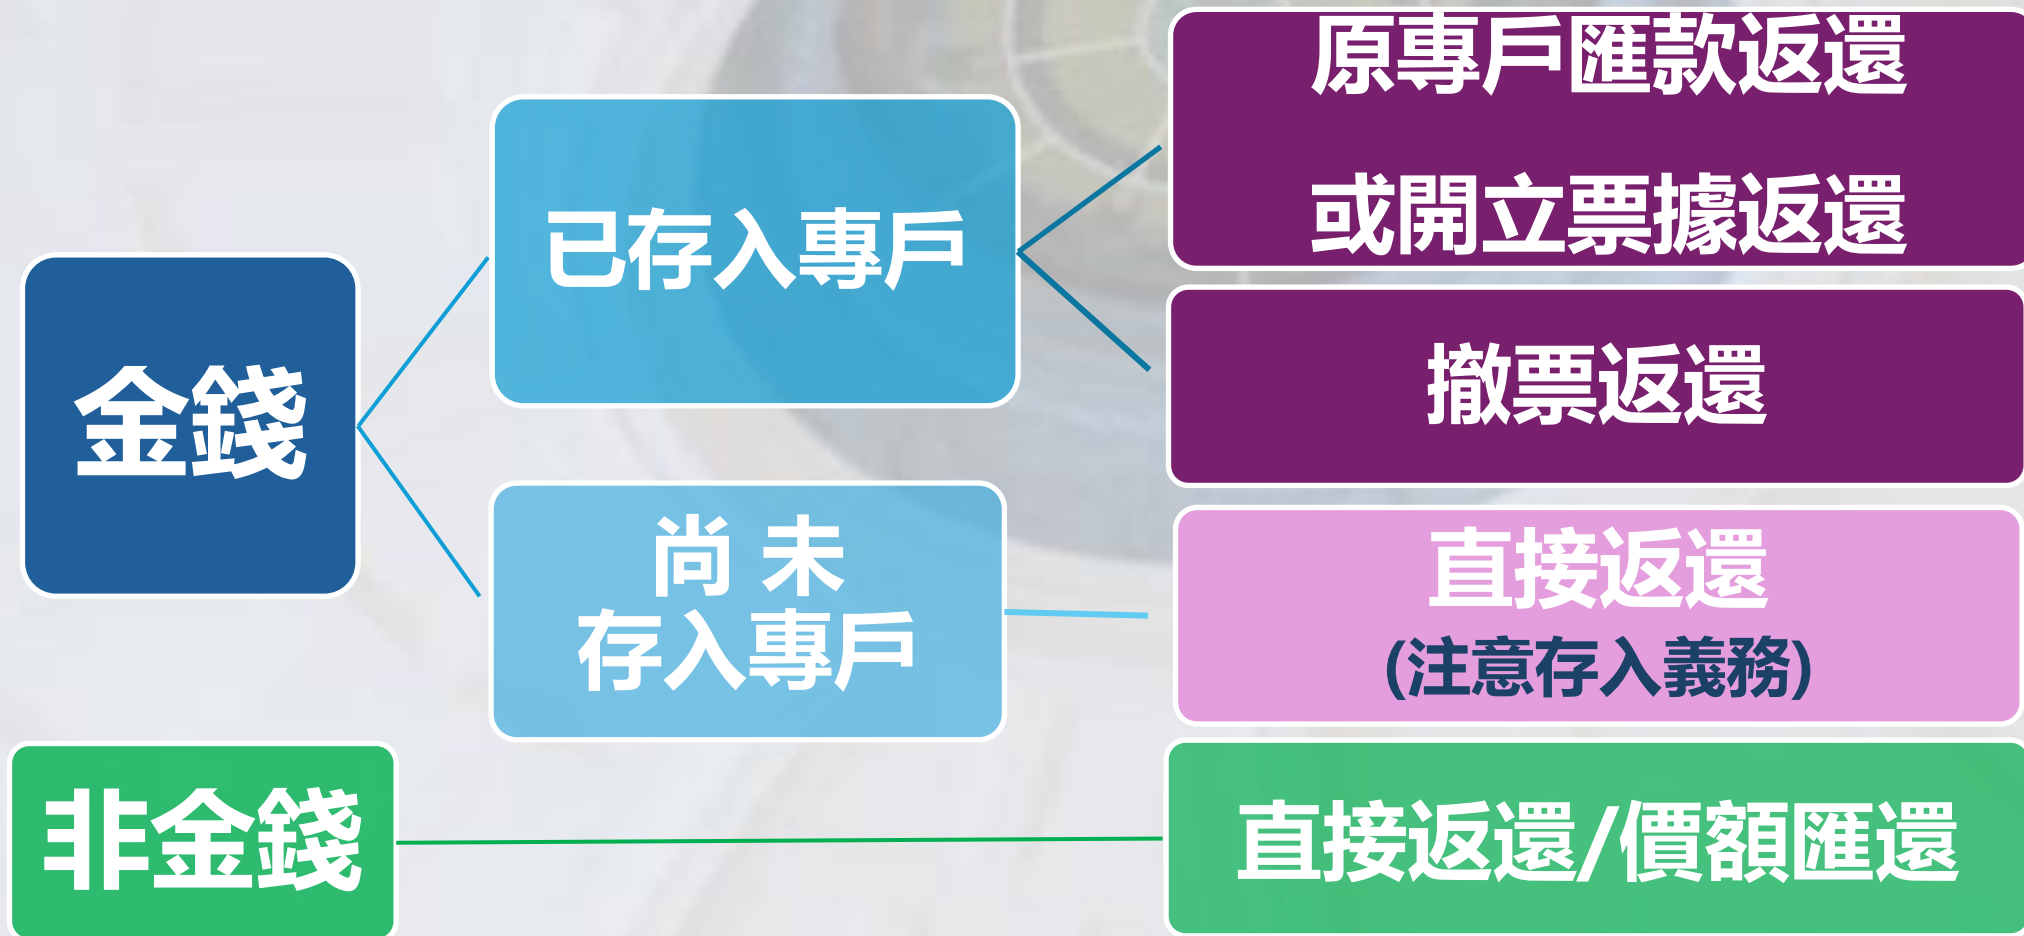 金錢
已存入專戶
原專戶匯款返還
或開立票據返還
撤票返還
尚 未
存入專戶
直接返還
(注意存入義務)
非金錢
直接返還/價額匯還